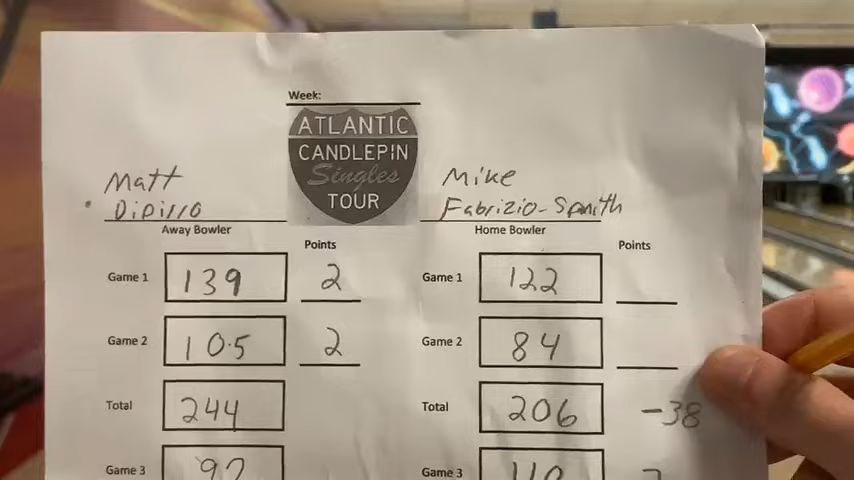 Week:
ATLANTIC
CANDLEPIN
Singles
TOUR
Matt
DiPillo
Mike
Fabrizio-Smith
Away Bowler
Home Bowler
Points
Points
Game 1 139 2
Game 1 122
Game 2 105 2
Game 2 84
Total 244
Total 206 -38
Game 3 92
Game 3 110